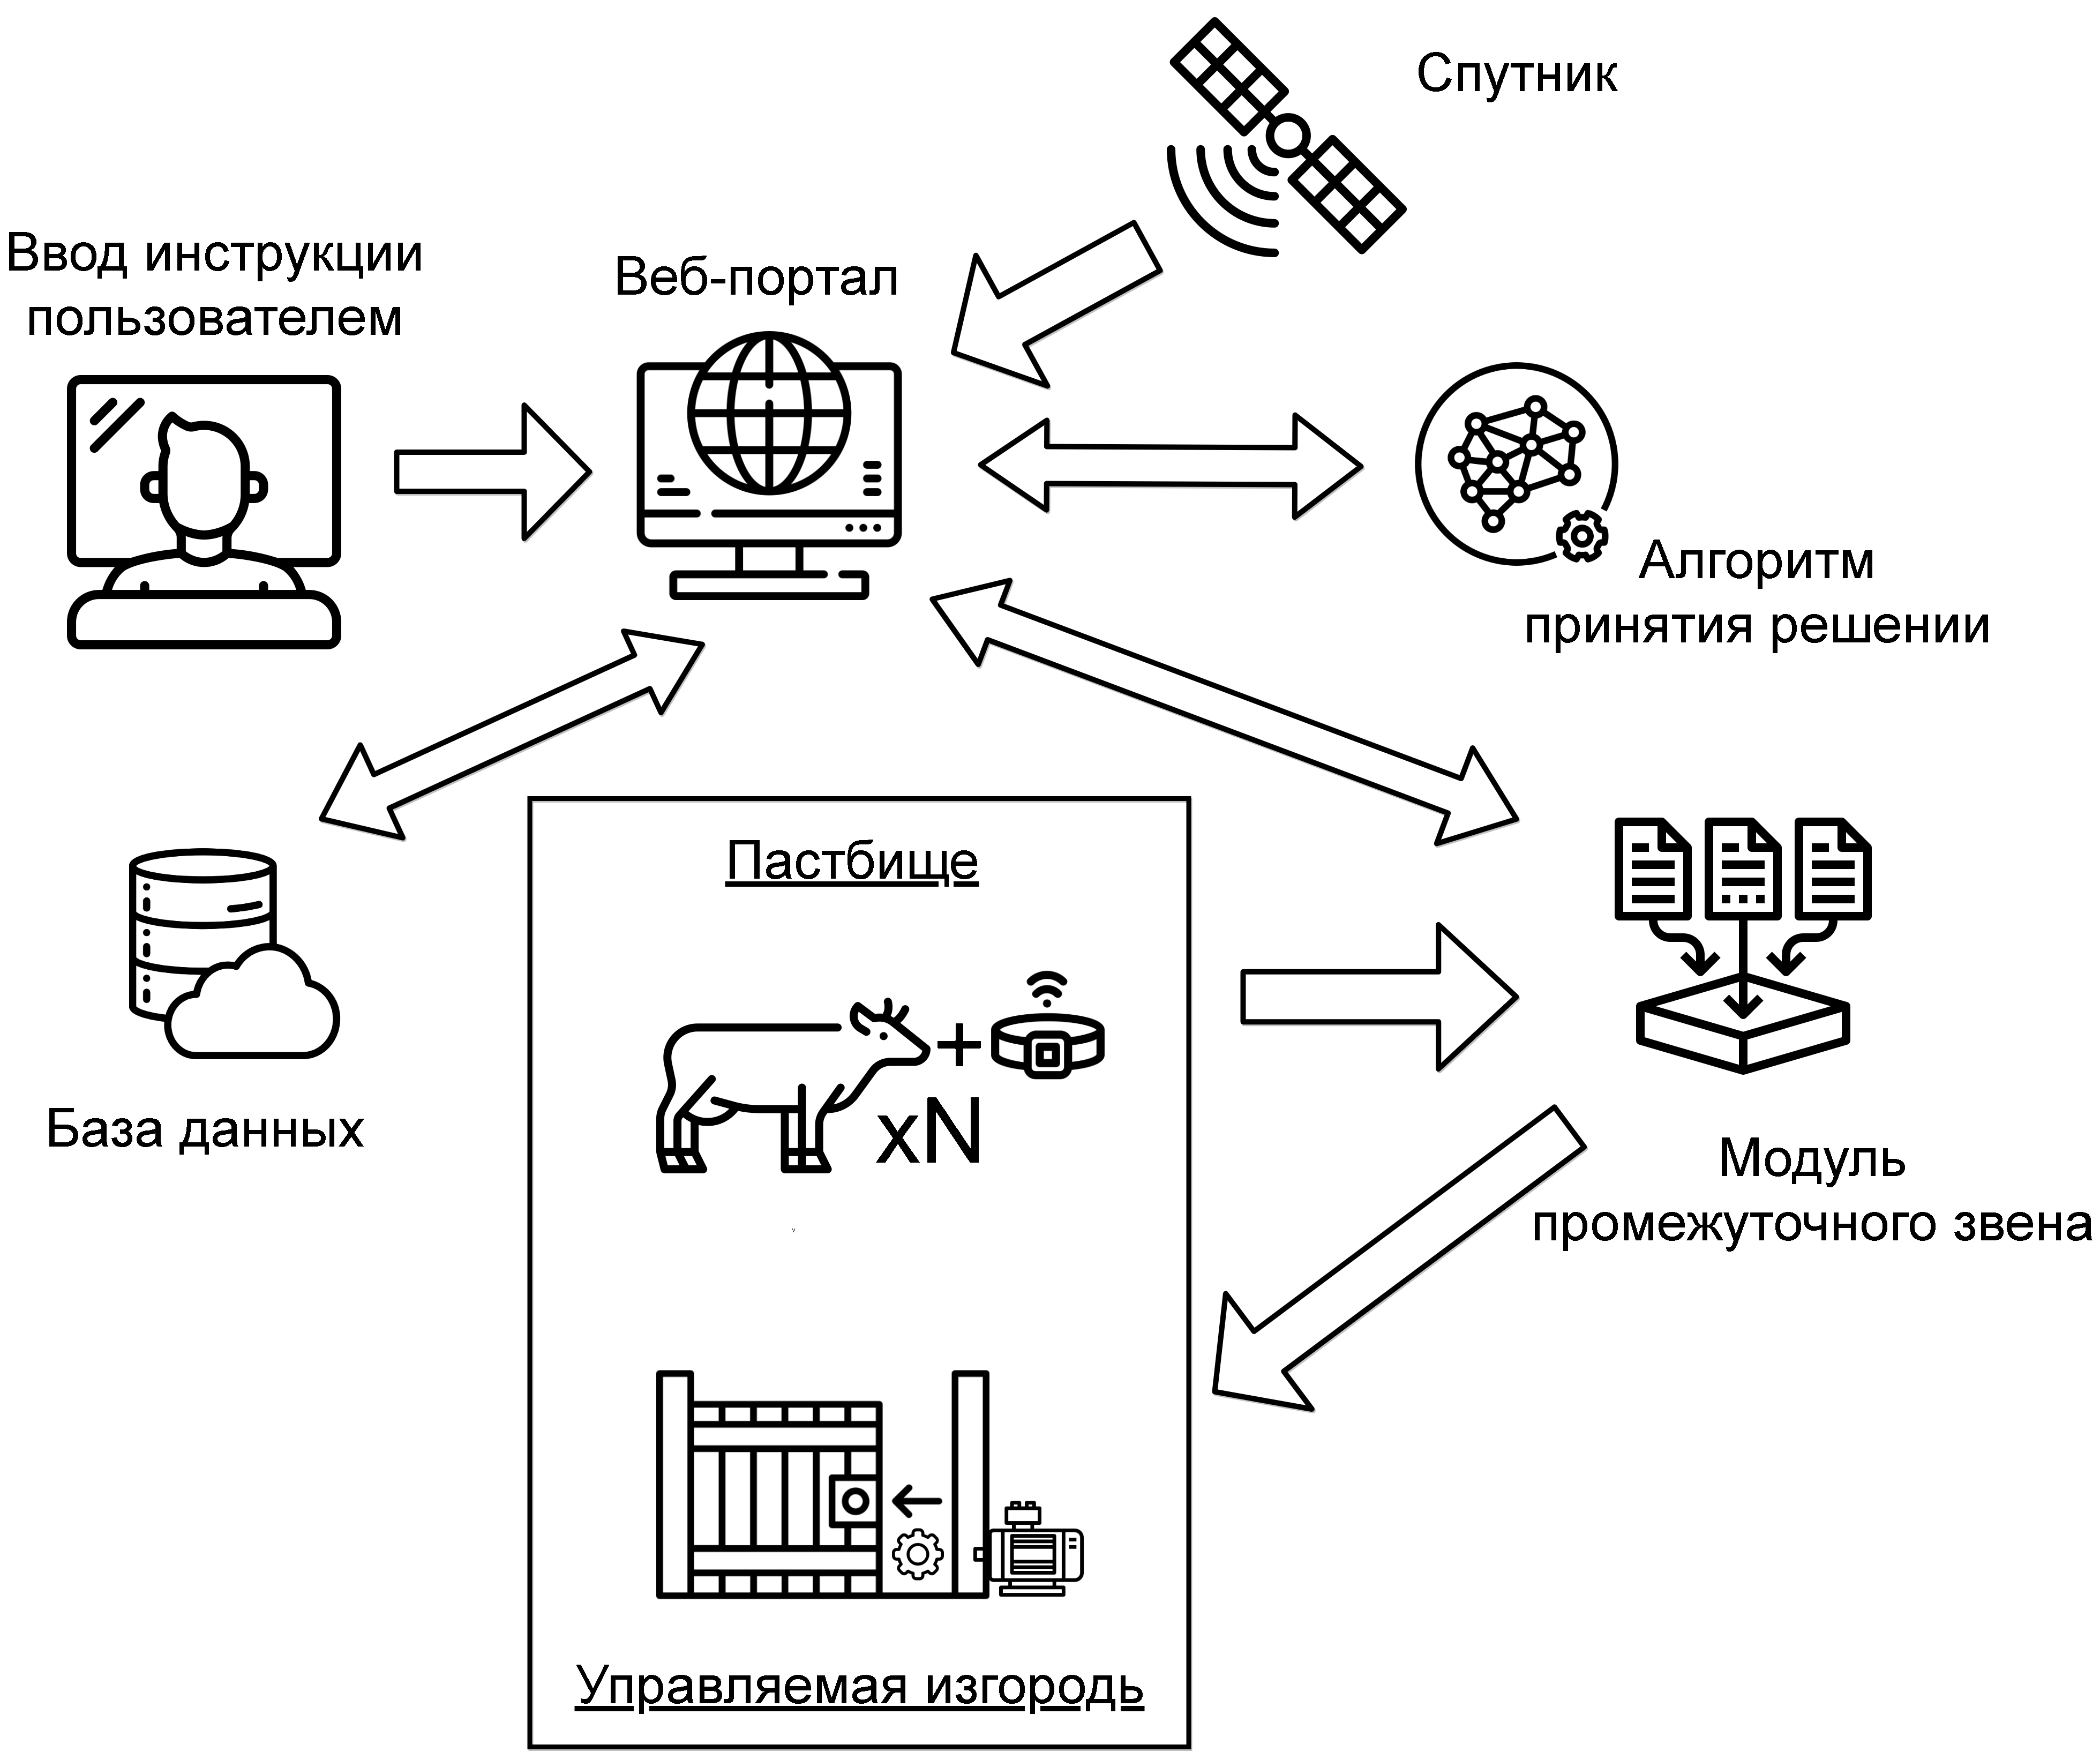 Спутник
Ввод инструкции
пользователем
Веб-портал
Алгоритм
принятия решении
Пастбище
+
xN
База данных
Модуль
промежуточного звена
Управляемая изгородь